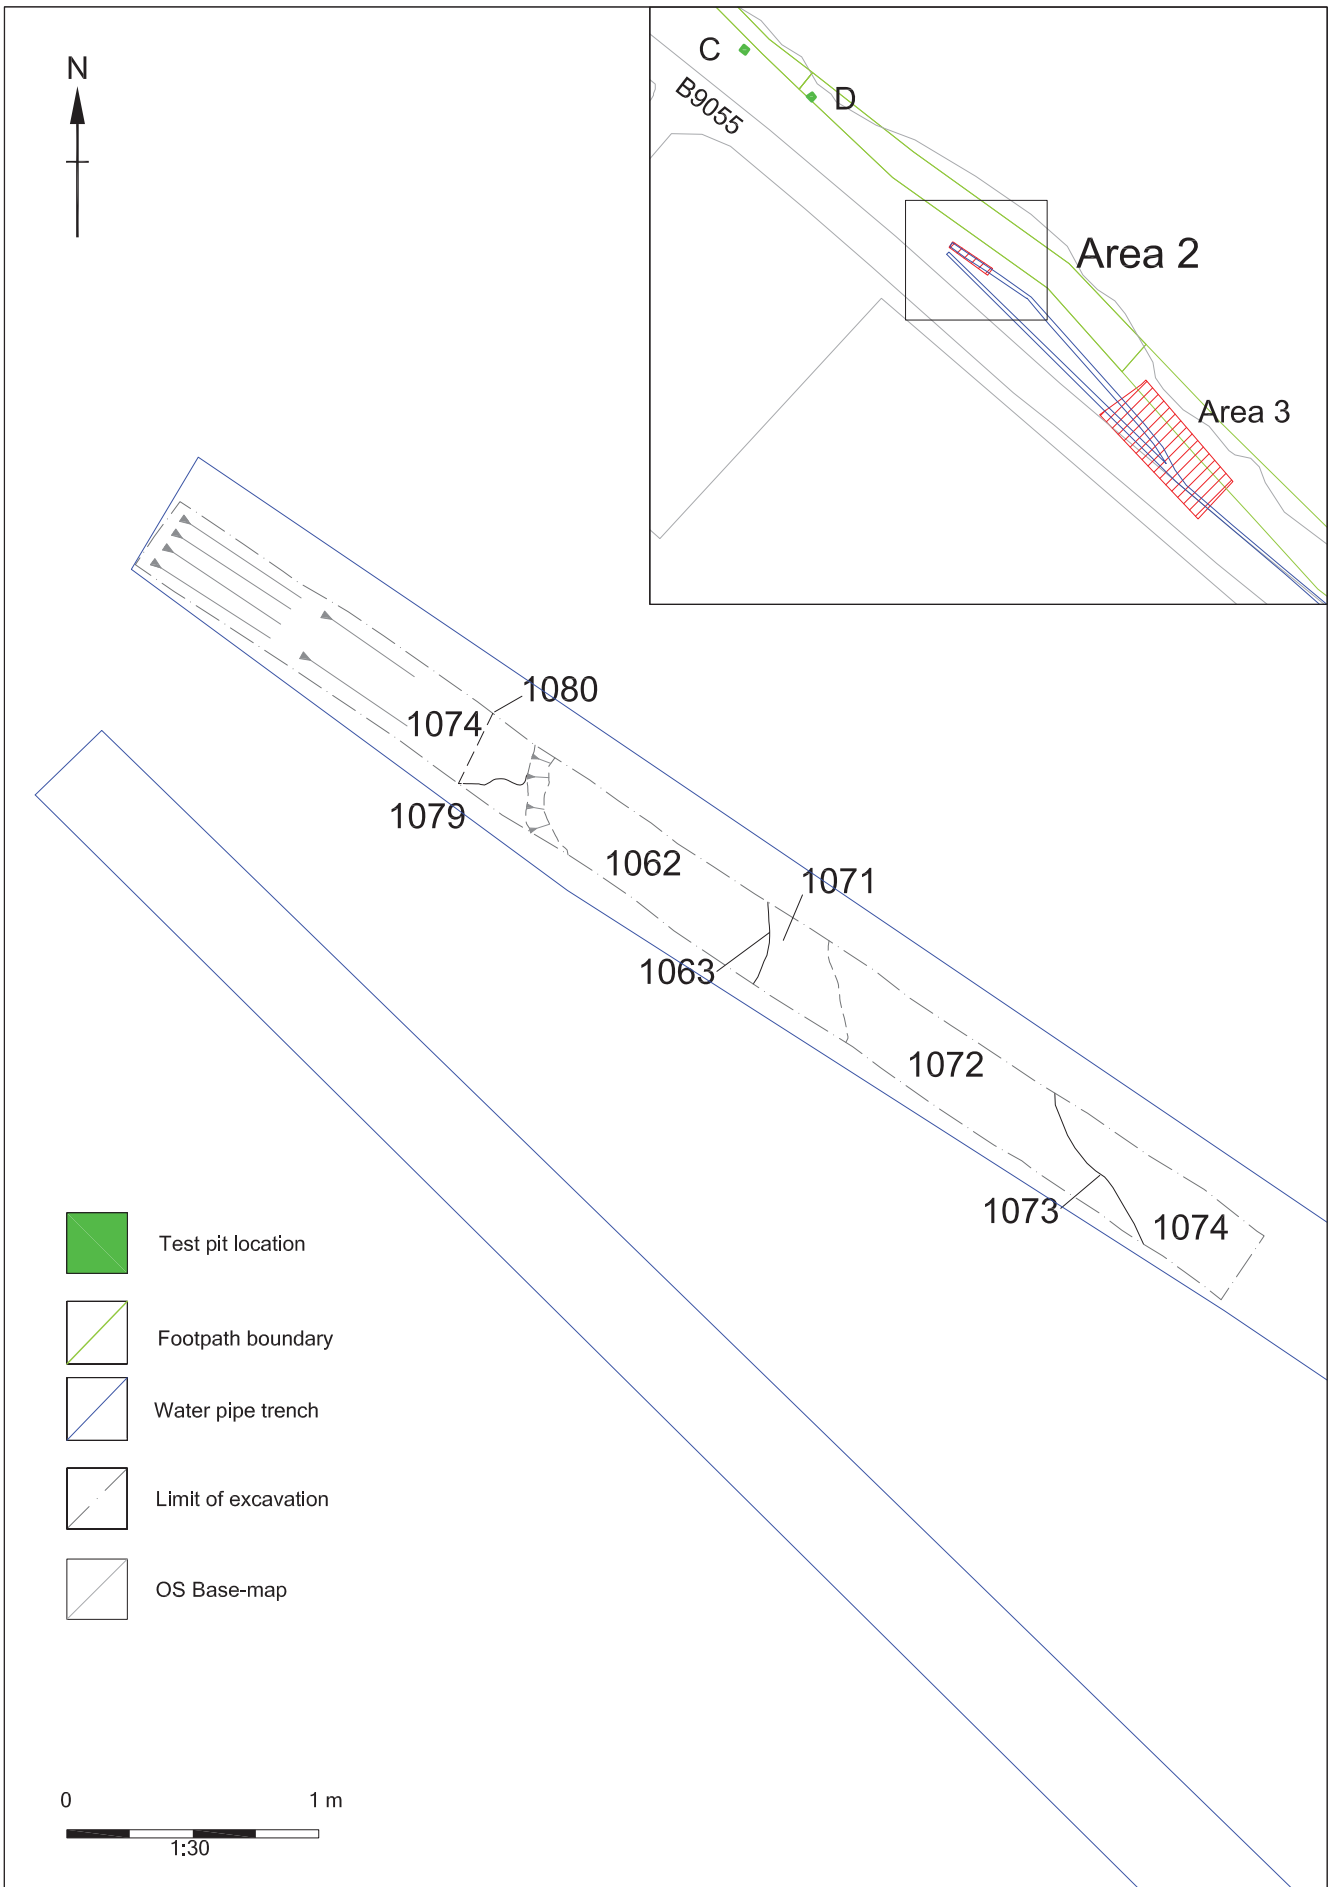 N
C
D
B9055
Area 2
Area 3
1080
1074
1079
1062
1071
1063
1072
1073
1074
Test pit location
Footpath boundary
Water pipe trench
Limit of excavation
OS Base-map
0 1 m
1:30